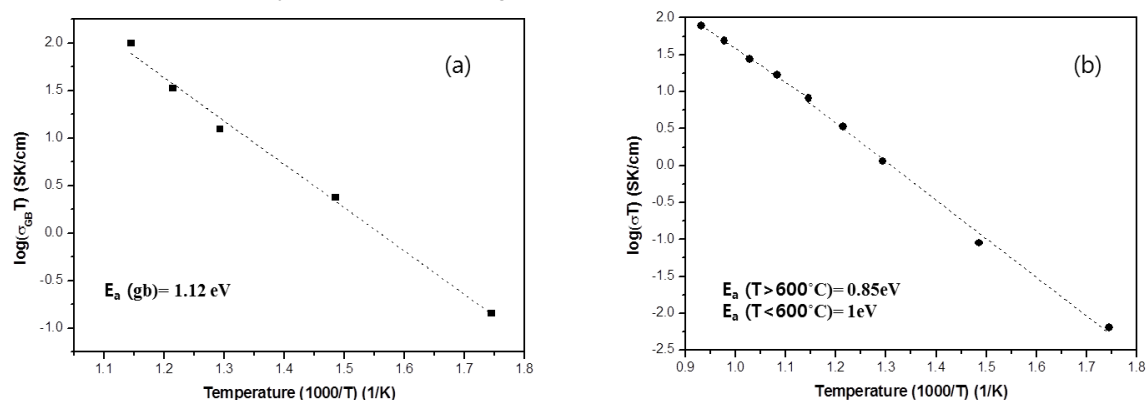 (a)
log(σGBT) (SK/cm)
2.0
1.5
1.0
0.5
0.0
-0.5
-1.0
Ea (gb)= 1.12 eV
1.1 1.2 1.3 1.4 1.5 1.6 1.7 1.8
Temperature (1000/T) (1/K)
(b)
log(σT) (SK/cm)
2.0
1.5
1.0
0.5
0.0
-0.5
-1.0
-1.5
-2.0
-2.5
Ea (T>600°C)= 0.85eV
Ea (T<600°C)= 1eV
0.9 1.0 1.1 1.2 1.3 1.4 1.5 1.6 1.7 1.8
Temperature (1000/T) (1/K)